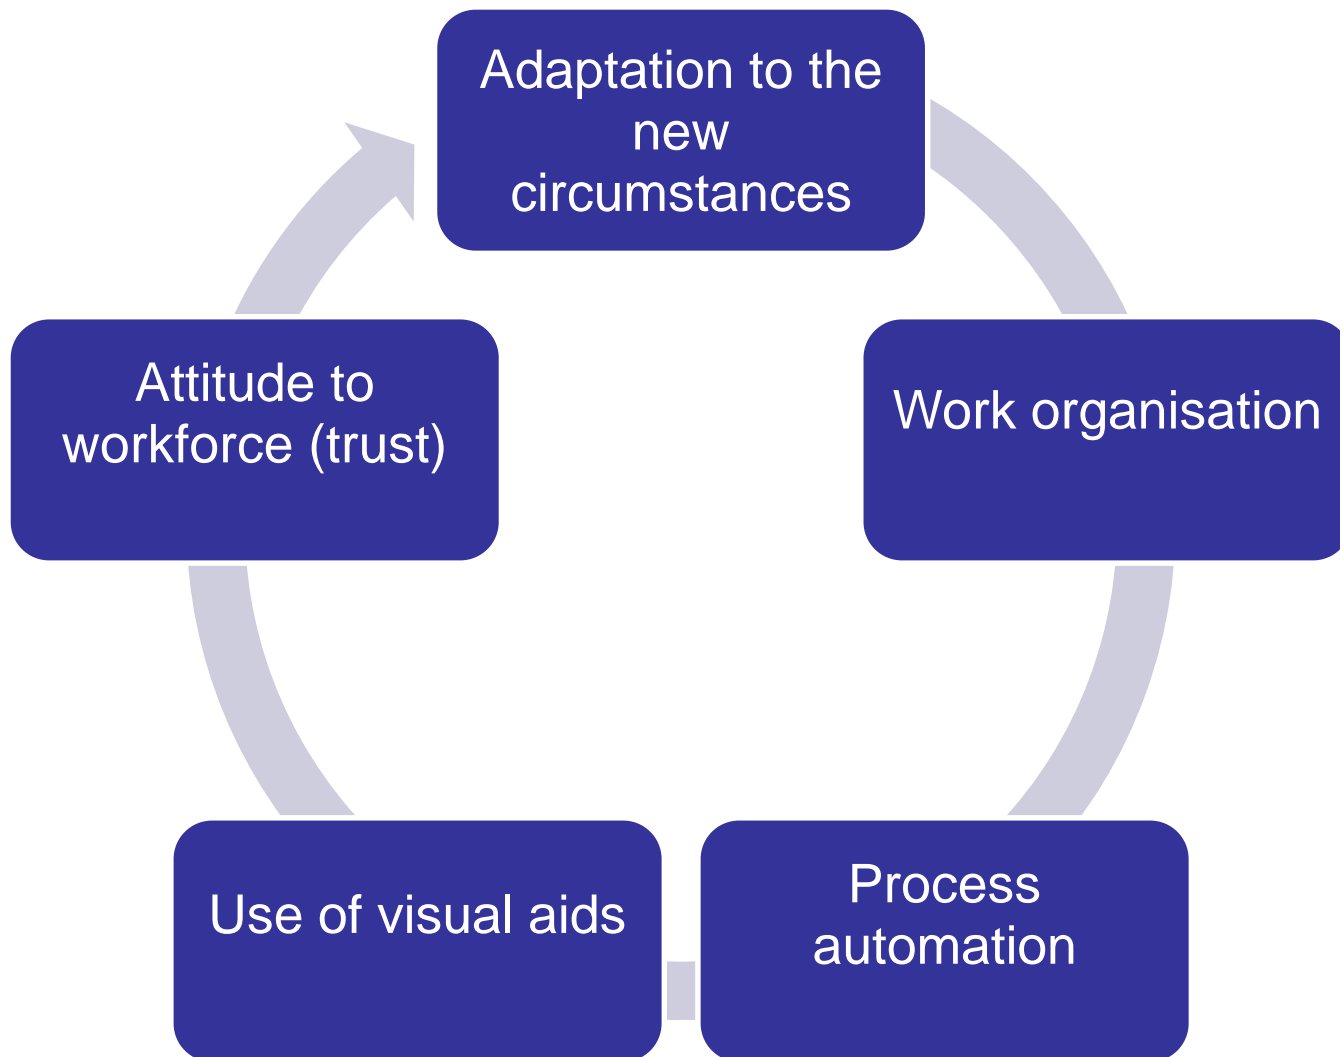 Adaptation to the
new
circumstances
Work organisation
Process
automation
Use of visual aids
Attitude to
workforce (trust)